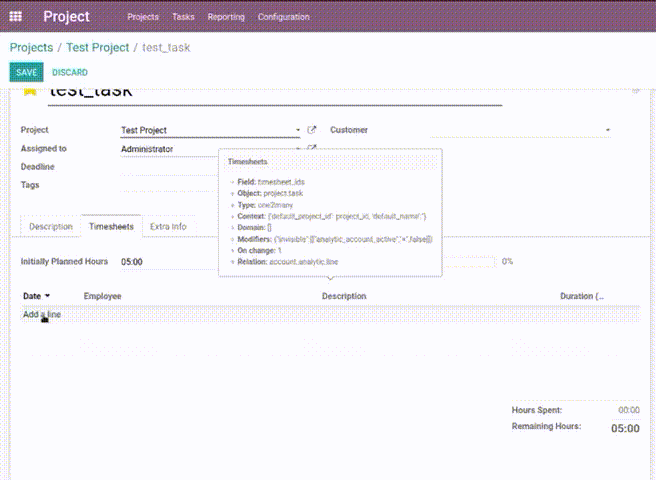 Project Projects Tasks Reporting Configuration
Projects / Test Project / test_task
SAVE DISCARD
test_task
Project Test Project Customer
Assigned to Administrator
Deadline
Tags
Timesheets
Field: timesheet_ids
Object: project.task
Type: one2many
Context: {'default_project_id': project_id, 'default_name':''}
Domain: []
Modifiers: {"invisible":[["analytic_account_active","=",false]]}
On change: 1
Relation: account.analytic.line
Description Timesheets Extra Info
Initially Planned Hours 05:00 0%
Date Employee Description Duration (...
Add a line
Hours Spent: 00:00
Remaining Hours: 05:00